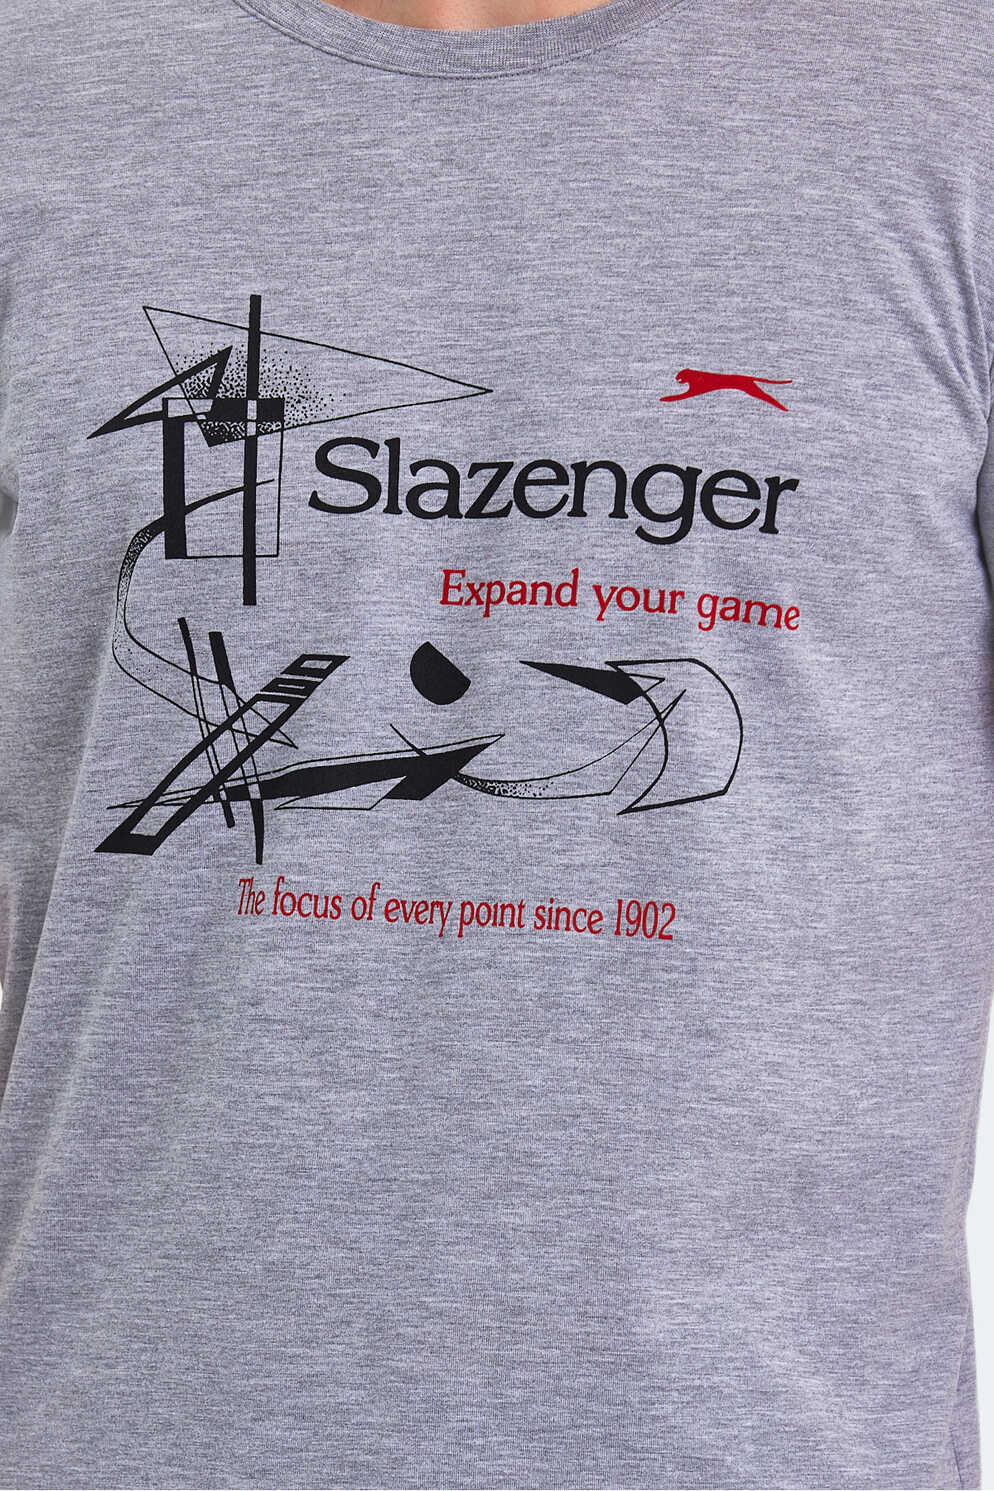 Slazenger
Expand your game
The focus of every point since 1902